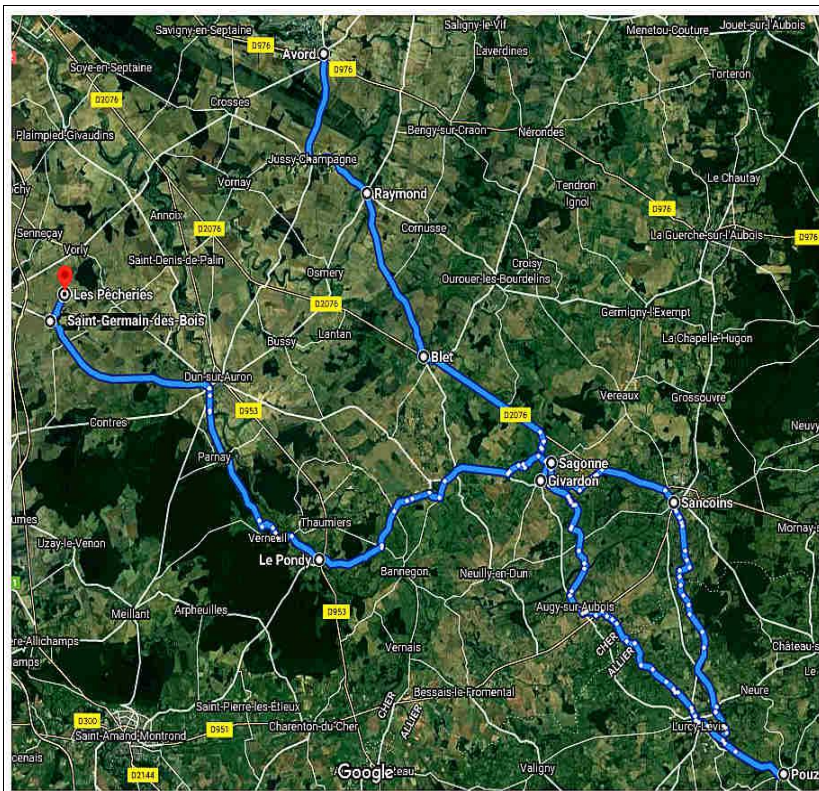 Savigny-en-Septaine
Saligny-le-Vif
Menetou-Couture
Jouet-sur-l'Aubois
D976
Avord
Laverdines
Soye-en-Septaine
D976
Torteron
D2076
Crosses
Bengy-sur-Craon
Nérondes
Plaimpied-Givaudins
Jussy-Champagne
Vornay
Raymond
Tendron
Ignol
Le Chautay
Annoix
D976
Senneçay
D2076
Cornusse
La Guerche-sur-l'Aubois
D976
Vorly
Saint-Denis-de-Palin
Osmery
Croisy
Ourouer-les-Bourdelins
Les Pêcheries
D2076
Germigny-l'Exempt
Saint-Germain-des-Bois
Lantan
Bussy
La Chapelle-Hugon
Blet
Dun-sur-Auron
Vereaux
Grossouvre
D953
D2076
Contres
Parnay
Sagonne
Givardon
Sancoins
Thaumiers
Verneuil
Uzay-le-Venon
Le Pondy
Bannegon
Neuilly-en-Dun
Meillant
Arpheuilles
D953
Augy-sur-Aubois
CHER
ALLIER
Vernais
Bessais-le-Fromental
CHER
ALLIER
Neure
Saint-Pierre-les-Étieux
D300
Saint-Amand-Montrond
D951
Charenton-du-Cher
Lurcy-Lévis
Google
Valigny
D2144